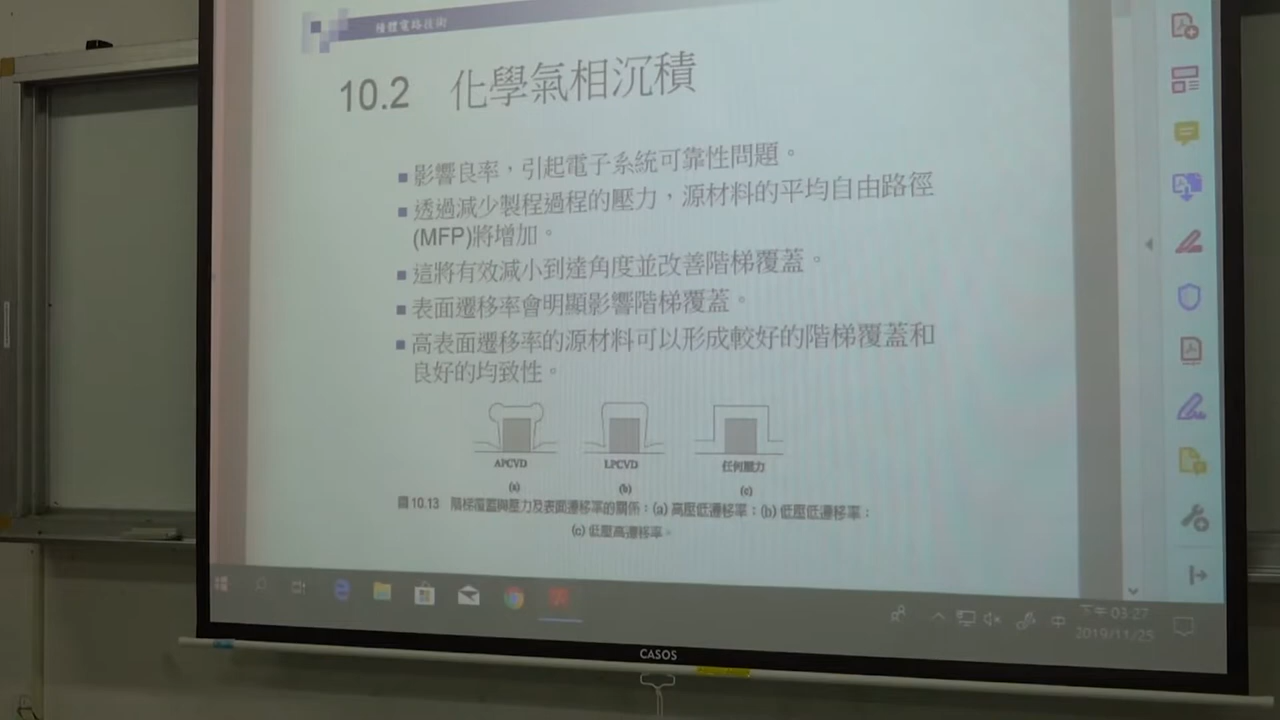 積體電路技術
10.2 化學氣相沉積
影響良率，引起電子系統可靠性問題。
透過減少製程過程的壓力，源材料的平均自由路徑
(MFP)將增加。
這將有效減小到達角度並改善階梯覆蓋。
表面遷移率會明顯影響階梯覆蓋。
高表面遷移率的源材料可以形成較好的階梯覆蓋和
良好的均致性。
APCVD LPCVD 任何壓力
(a) (b) (c)
圖10.13 階梯覆蓋與壓力及表面遷移率的關係：(a) 高壓低遷移率；(b) 低壓低遷移率；
(c) 低壓高遷移率。
中
下午 03:27
2019/11/25
CASOS